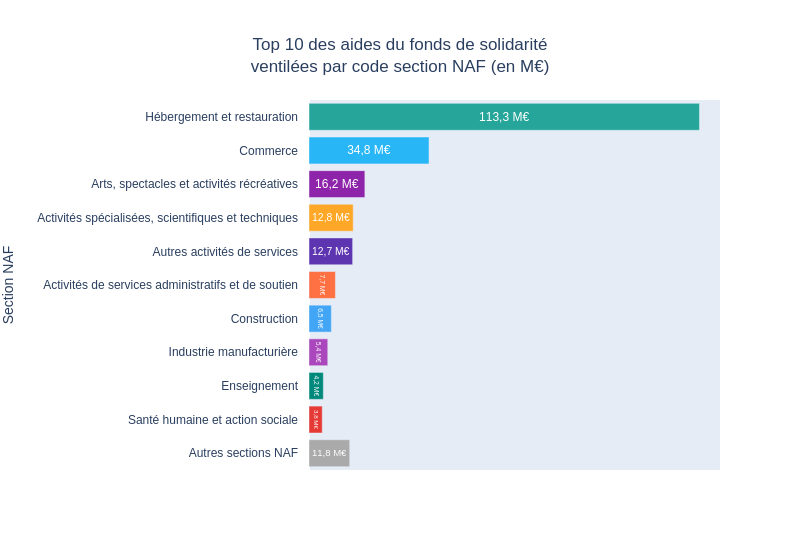 Top 10 des aides du fonds de solidarité
ventilées par code section NAF (en M€)
Section NAF
Hébergement et restauration 113,3 M€
Commerce 34,8 M€
Arts, spectacles et activités récréatives 16,2 M€
Activités spécialisées, scientifiques et techniques 12,8 M€
Autres activités de services 12,7 M€
Activités de services administratifs et de soutien 7,7 M€
Construction 6,5 M€
Industrie manufacturière 5,4 M€
Enseignement 4,2 M€
Santé humaine et action sociale 3,8 M€
Autres sections NAF 11,8 M€